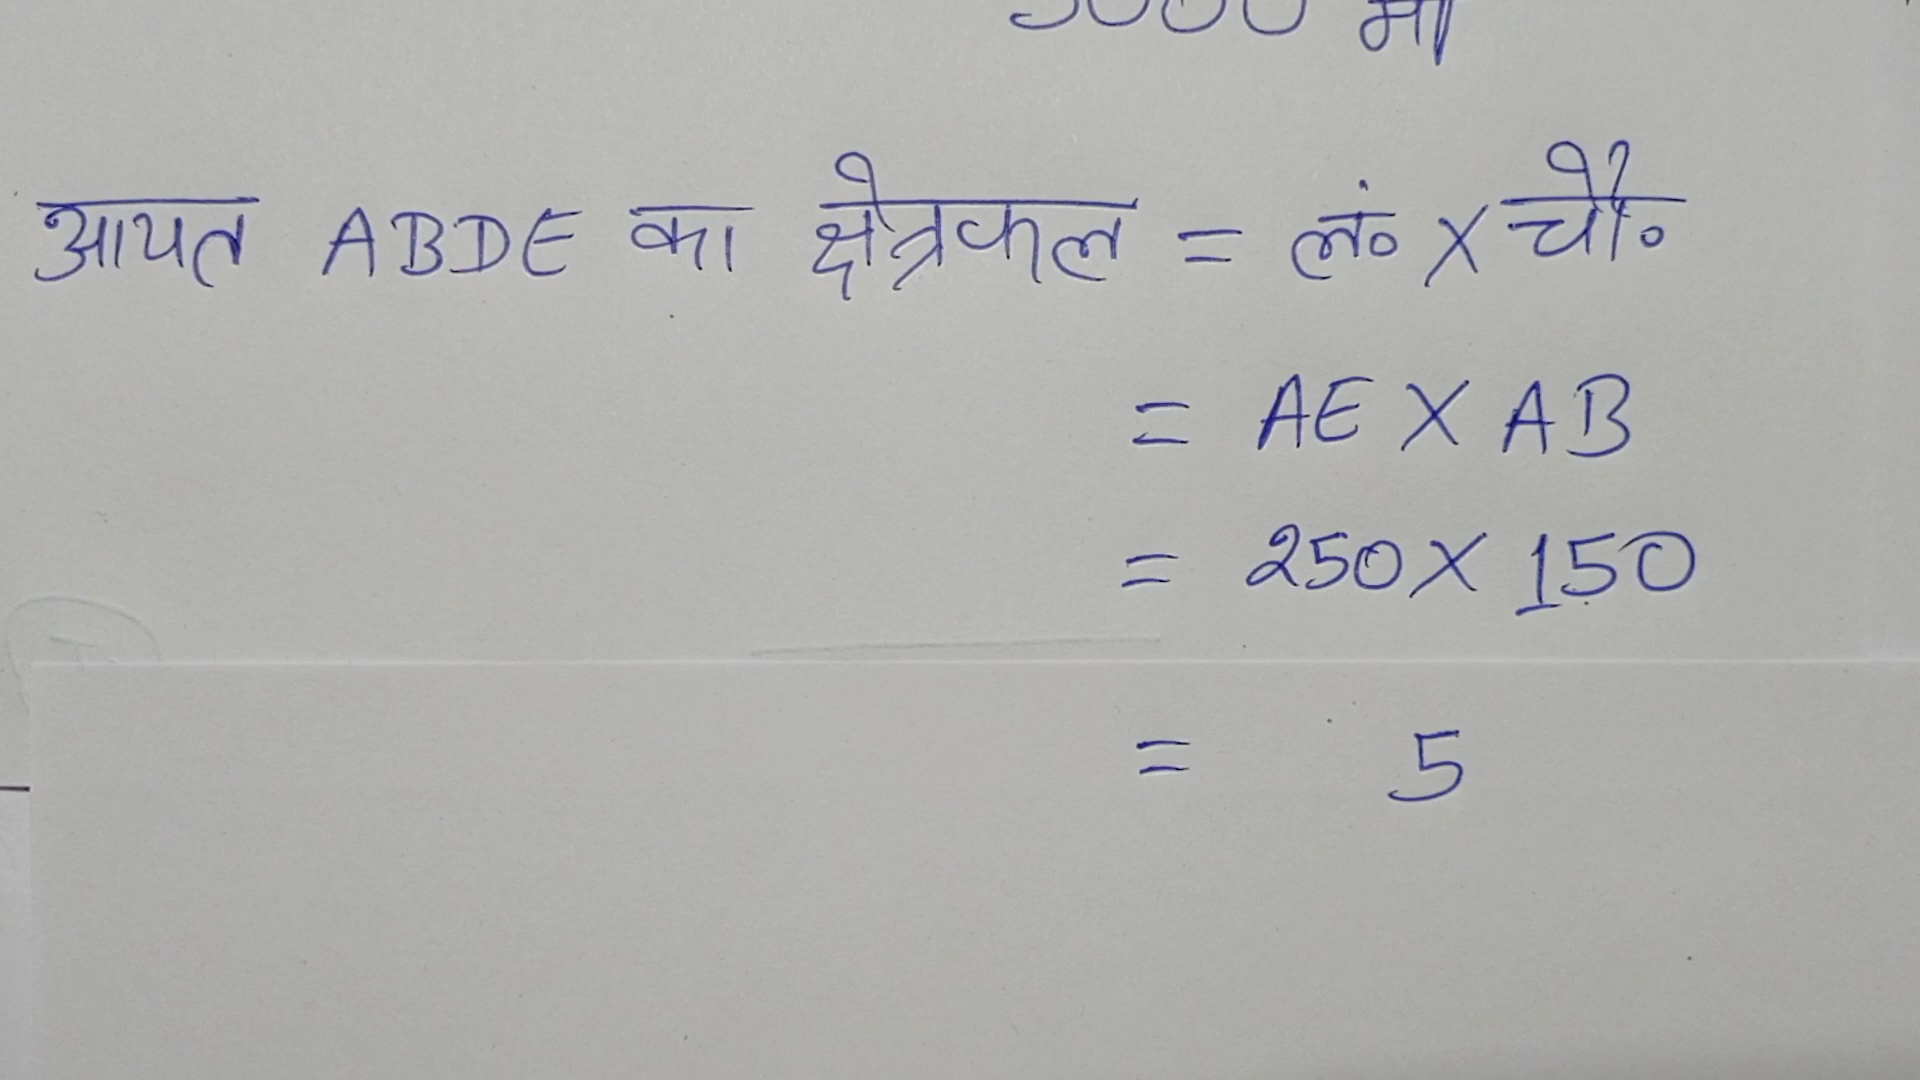 आयत ABDE का क्षेत्रफल = लं० X चौ०
= AE X AB
= 250 X 150
= 5